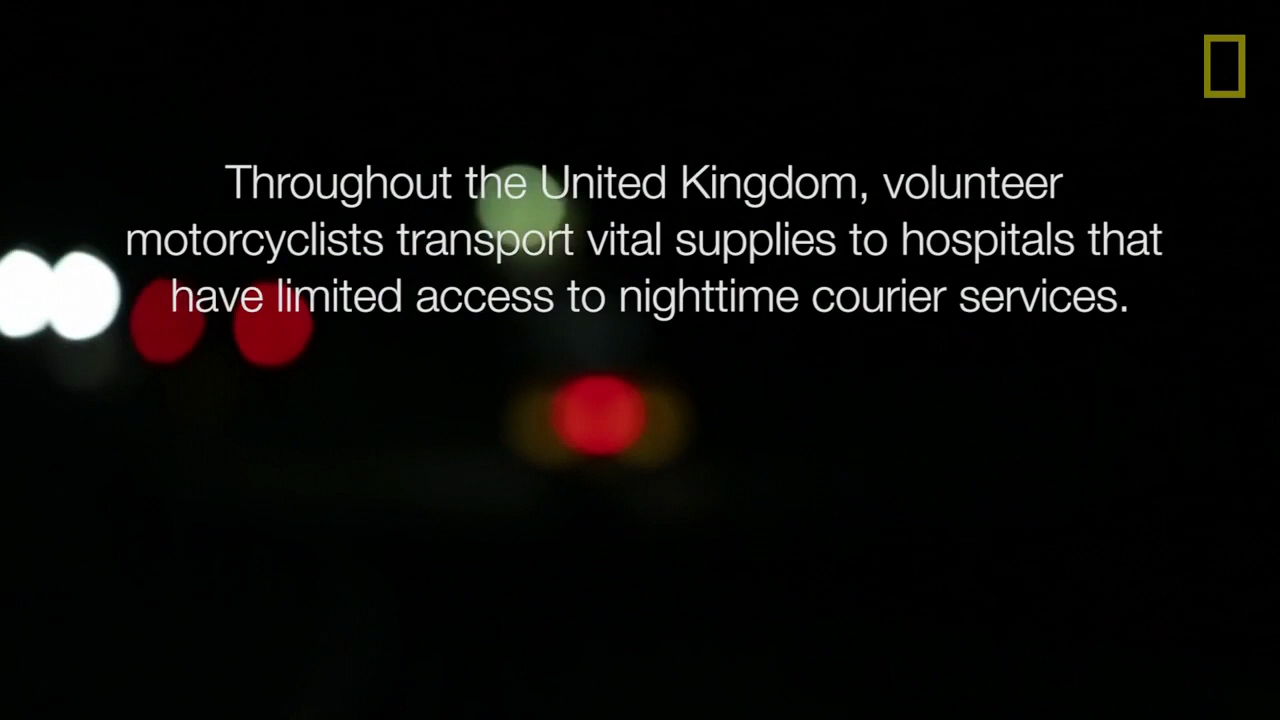 Throughout the United Kingdom, volunteer
motorcyclists transport vital supplies to hospitals that
have limited access to nighttime courier services.